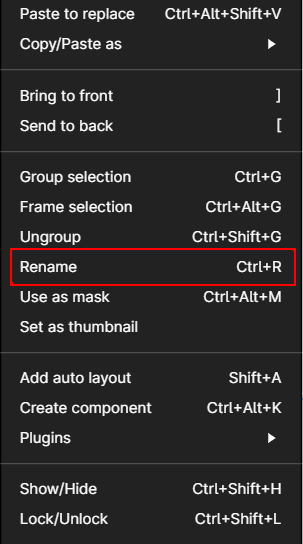 Paste to replace Ctrl+Alt+Shift+V
Copy/Paste as
Bring to front ]
Send to back [
Group selection Ctrl+G
Frame selection Ctrl+Alt+G
Ungroup Ctrl+Shift+G
Rename Ctrl+R
Use as mask Ctrl+Alt+M
Set as thumbnail
Add auto layout Shift+A
Create component Ctrl+Alt+K
Plugins
Show/Hide Ctrl+Shift+H
Lock/Unlock Ctrl+Shift+L